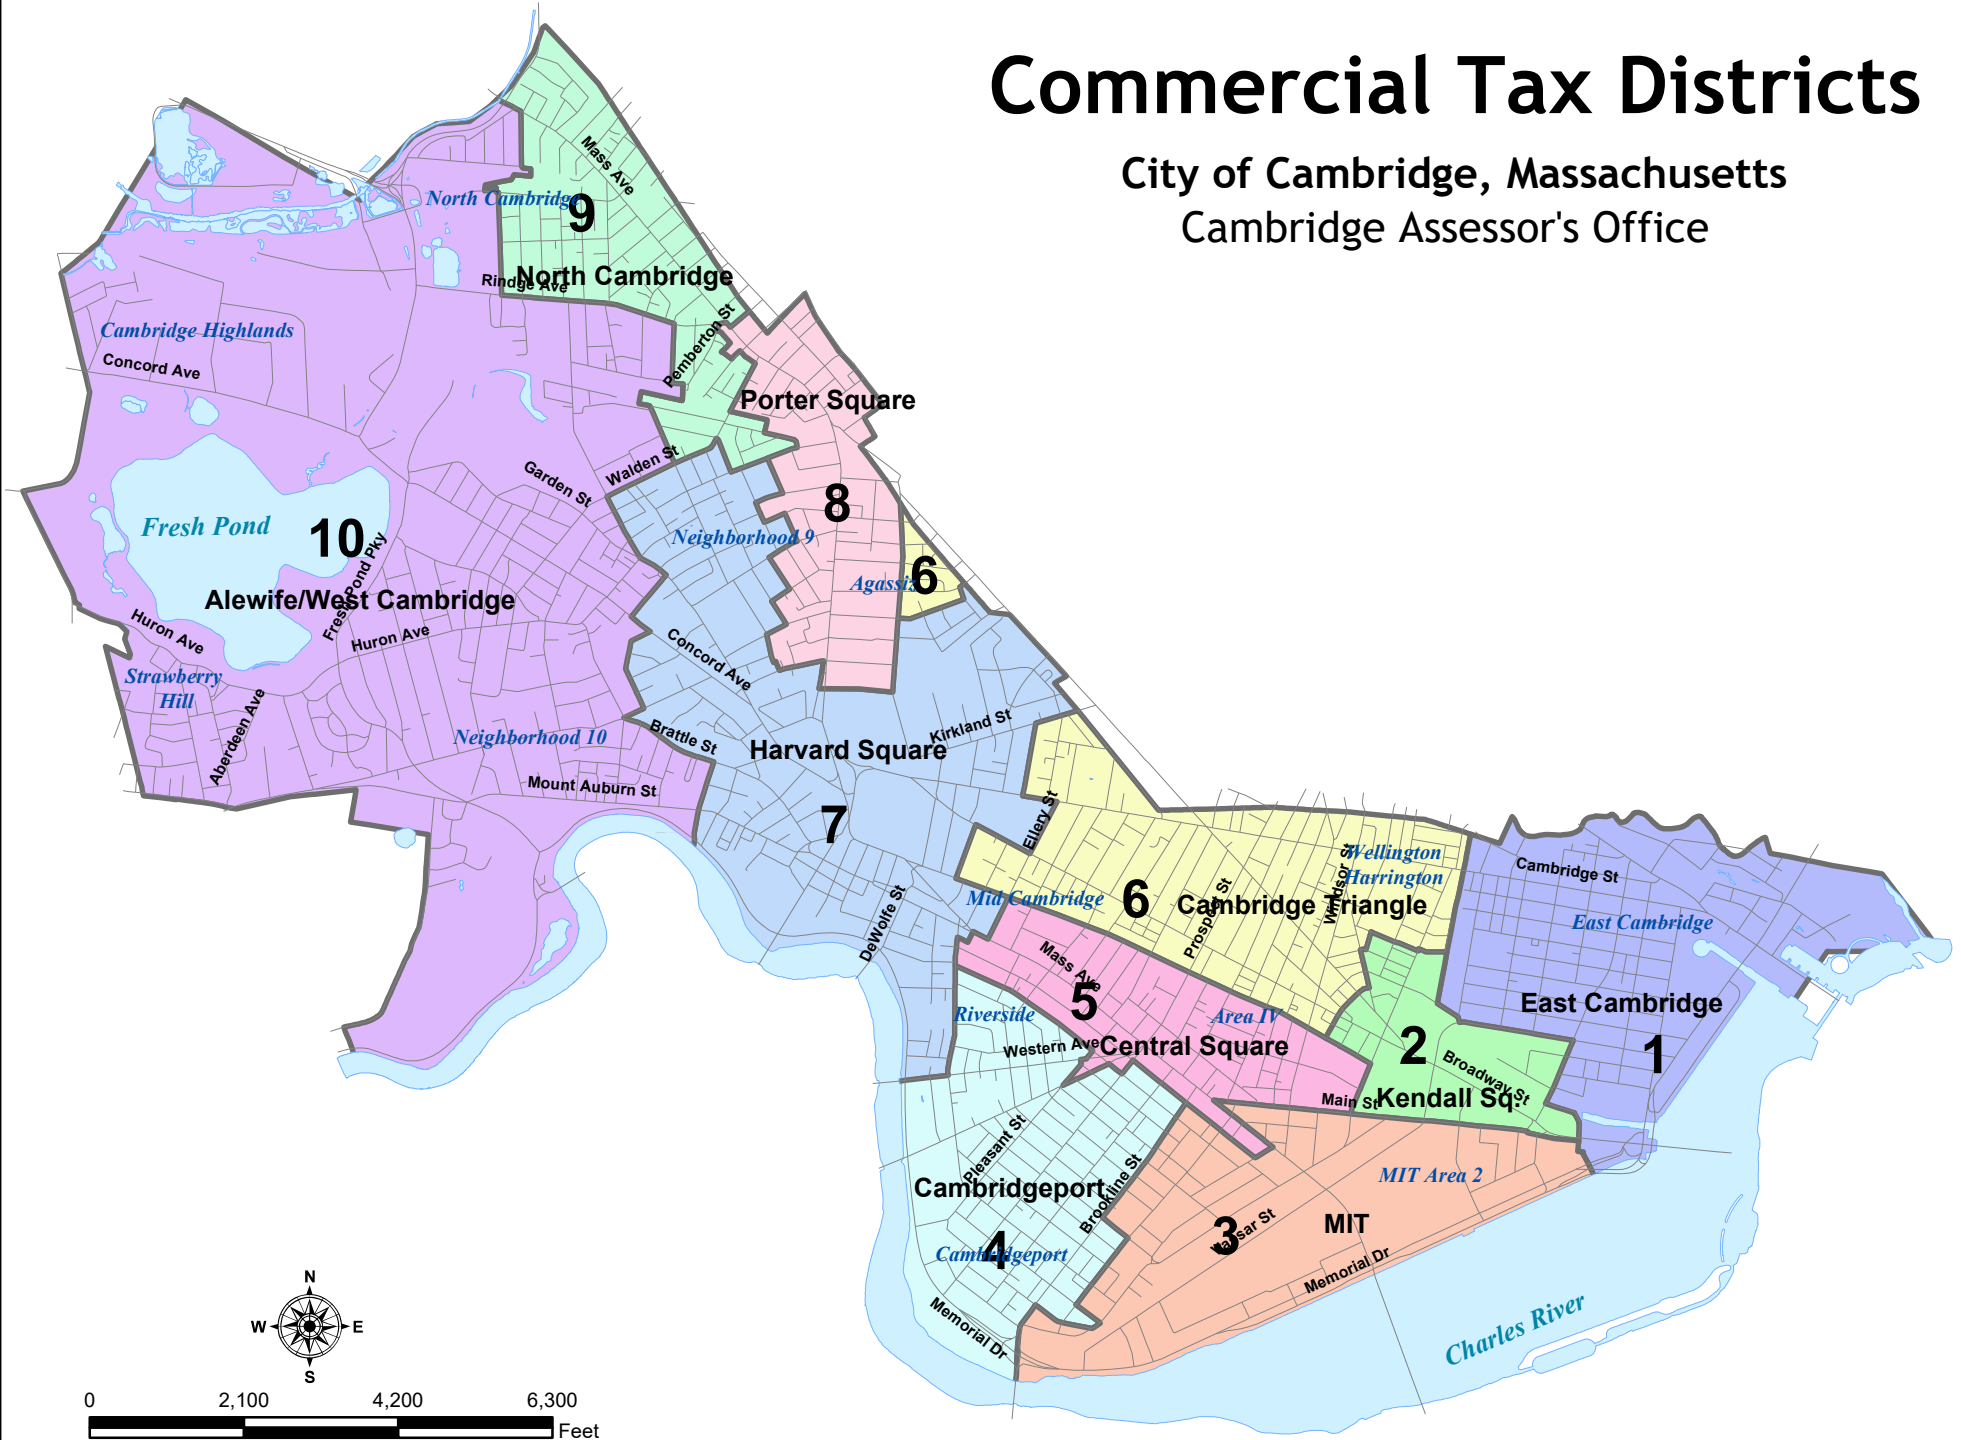 Commercial Tax Districts
City of Cambridge, Massachusetts
Cambridge Assessor's Office
Mass Ave
North Cambridge
9
North Cambridge
Rindge Ave
Pemberton St
Cambridge Highlands
Concord Ave
Porter Square
Walden St
Garden St
8
Fresh Pond
10
Neighborhood 9
Fresh Pond Pky
Agassiz
6
Alewife/West Cambridge
Huron Ave
Huron Ave
Concord Ave
Strawberry
Hill
Aberdeen Ave
Neighborhood 10
Brattle St
Kirkland St
Harvard Square
Mount Auburn St
7
Ellery St
Wellington
Harrington
Windsor St
Cambridge St
Mid Cambridge
6
Cambridge Triangle
Prospect St
DeWolfe St
East Cambridge
Mass Ave
5
Riverside
Area IV
East Cambridge
Western Ave
Central Square
2
1
Broadway St
Main St
Kendall Sq.
Pleasant St
Cambridgeport
Brookline St
MIT Area 2
3
Vassar St
MIT
4
Cambridgeport
Memorial Dr
Memorial Dr
Charles River
N
W
E
S
0
2,100
4,200
6,300
Feet